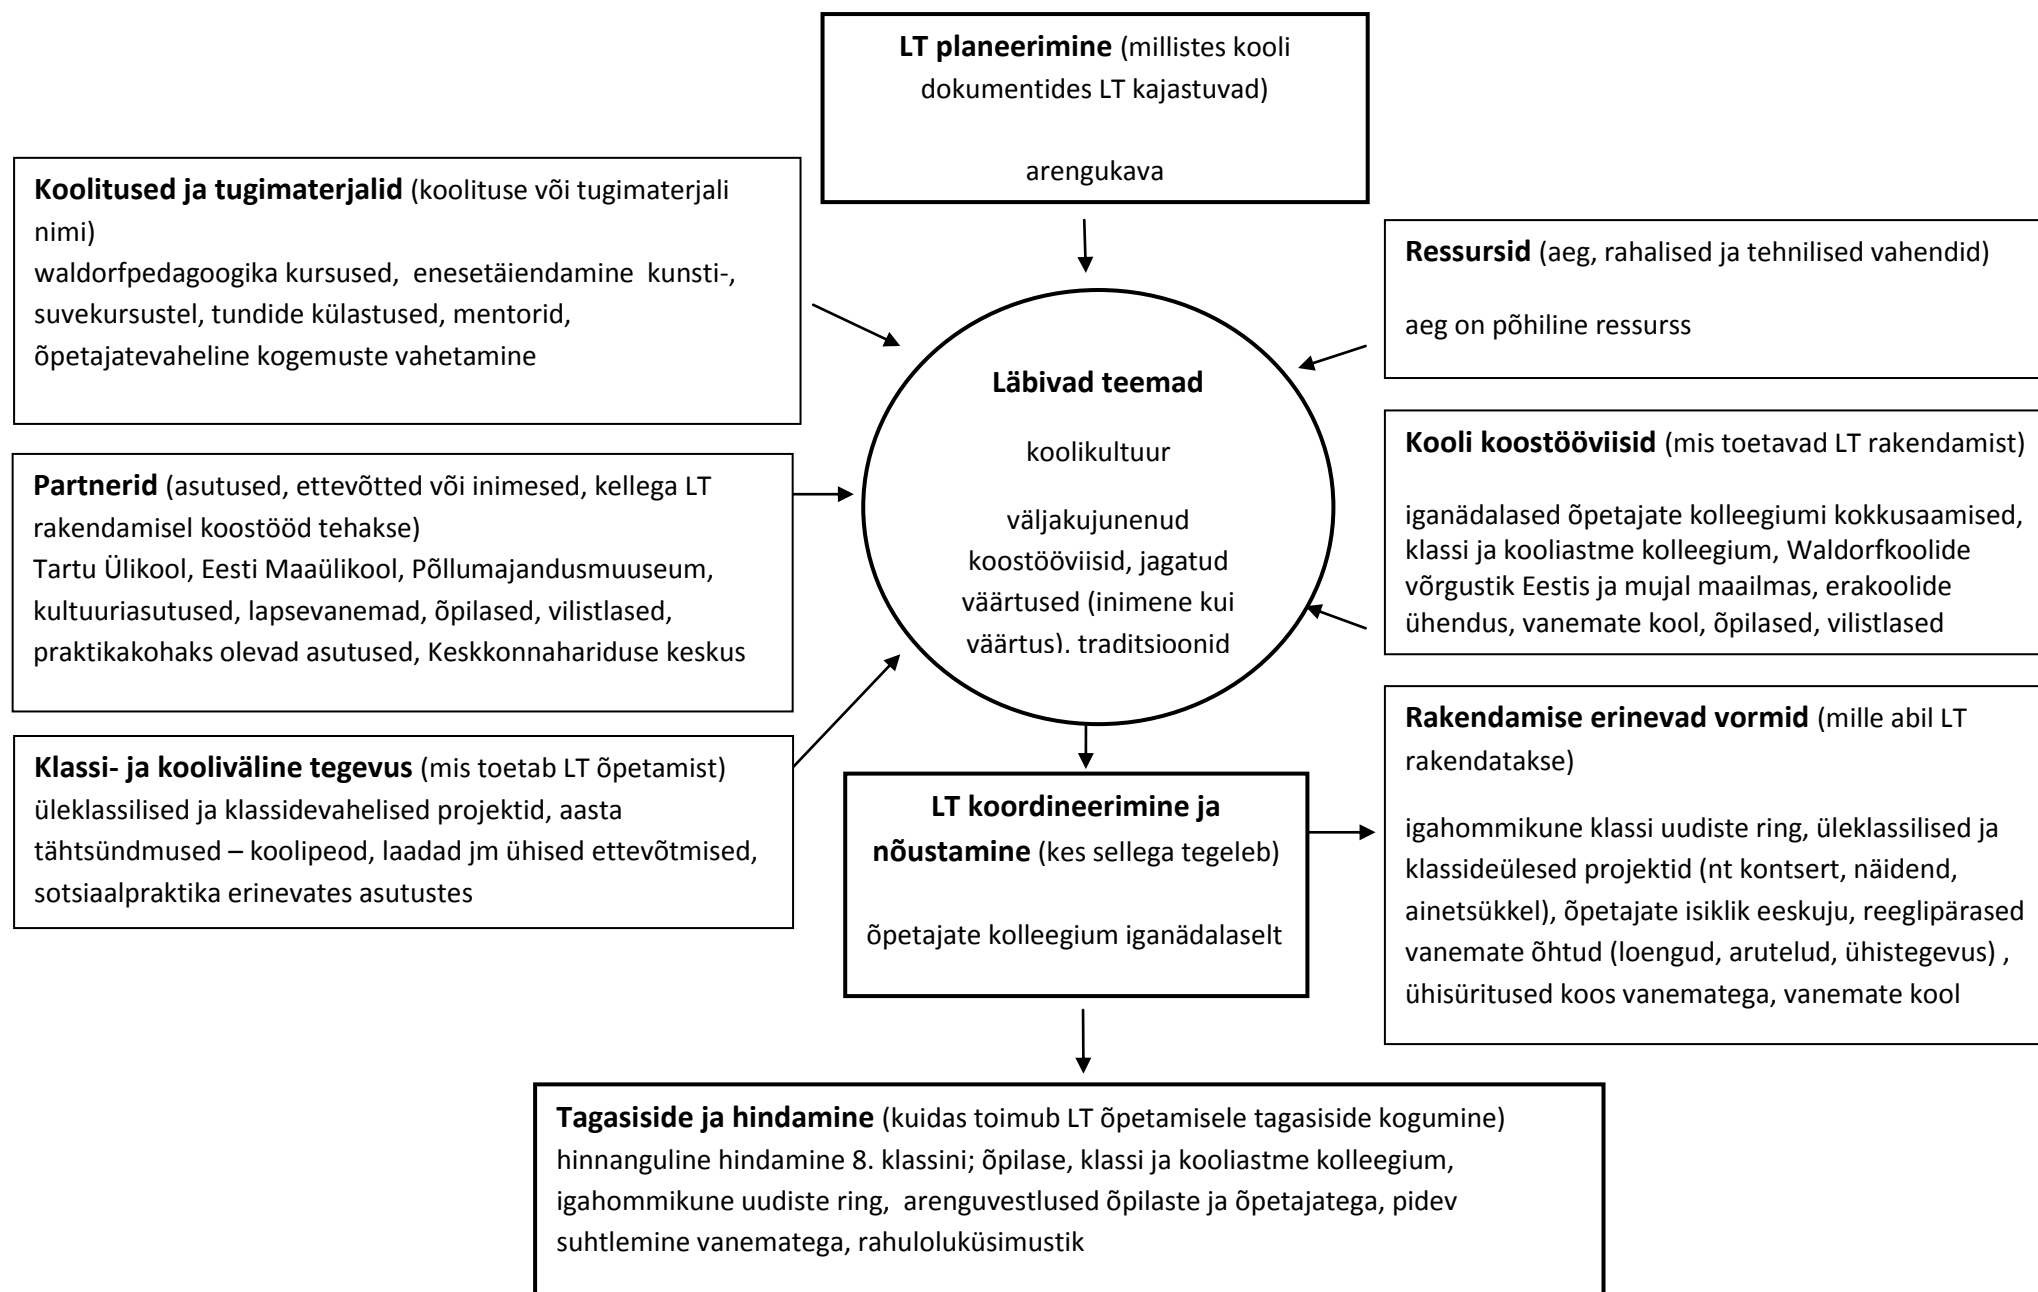 LT planeerimine (millistes kooli
dokumentides LT kajastuvad)
arengukava
Koolitused ja tugimaterjalid (koolituse või tugimaterjali
nimi)
waldorfpedagoogika kursused, enesetäiendamine kunsti-,
suvekursustel, tundide külastused, mentorid,
õpetajatevaheline kogemuste vahetamine
Ressursid (aeg, rahalised ja tehnilised vahendid)
aeg on põhiline ressurss
Läbivad teemad
koolikultuur
väljakujunenud
koostööviisid, jagatud
väärtused (inimene kui
väärtus), traditsioonid
Partnerid (asutused, ettevõtted või inimesed, kellega LT
rakendamisel koostööd tehakse)
Tartu Ülikool, Eesti Maaülikool, Põllumajandusmuuseum,
kultuuriasutused, lapsevanemad, õpilased, vilistlased,
praktikakohaks olevad asutused, Keskkonnahariduse keskus
Kooli koostööviisid (mis toetavad LT rakendamist)
iganädalased õpetajate kolleegiumi kokkusaamised,
klassi ja kooliastme kolleegium, Waldorfkoolide
võrgustik Eestis ja mujal maailmas, erakoolide
ühendus, vanemate kool, õpilased, vilistlased
Klassi- ja kooliväline tegevus (mis toetab LT õpetamist)
üleklassilised ja klassidevahelised projektid, aasta
tähtsündmused – koolipeod, laadad jm ühised ettevõtmised,
sotsiaalpraktika erinevates asutustes
LT koordineerimine ja
nõustamine (kes sellega tegeleb)
õpetajate kolleegium iganädalaselt
Rakendamise erinevad vormid (mille abil LT
rakendatakse)
igahommikune klassi uudiste ring, üleklassilised ja
klassideülesed projektid (nt kontsert, näidend,
ainetsükkel), õpetajate isiklik eeskuju, reeglipärased
vanemate õhtud (loengud, arutelud, ühistegevus) ,
ühisüritused koos vanematega, vanemate kool
Tagasiside ja hindamine (kuidas toimub LT õpetamisele tagasiside kogumine)
hinnanguline hindamine 8. klassini; õpilase, klassi ja kooliastme kolleegium,
igahommikune uudiste ring, arenguvestlused õpilaste ja õpetajatega, pidev
suhtlemine vanematega, rahuloluküsimustik